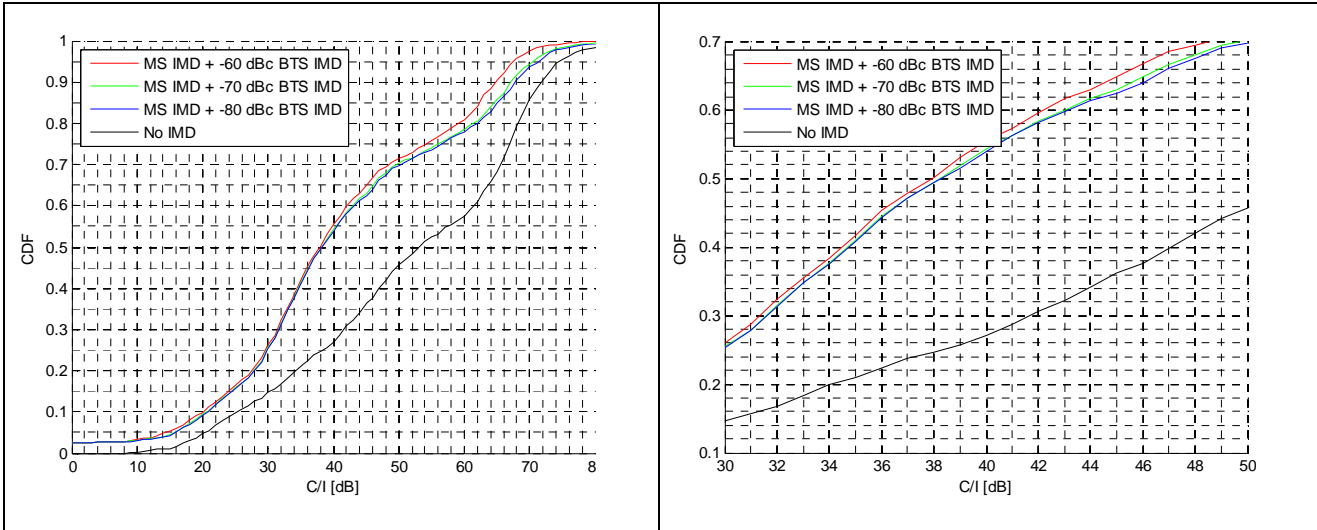 1
0.9
0.8
0.7
0.6
0.5
0.4
0.3
0.2
0.1
0
CDF
MS IMD + -60 dBc BTS IMD
MS IMD + -70 dBc BTS IMD
MS IMD + -80 dBc BTS IMD
No IMD
0 10 20 30 40 50 60 70 8
C/I [dB]
0.7
0.6
0.5
0.4
0.3
0.2
0.1
CDF
MS IMD + -60 dBc BTS IMD
MS IMD + -70 dBc BTS IMD
MS IMD + -80 dBc BTS IMD
No IMD
30 32 34 36 38 40 42 44 46 48 50
C/I [dB]